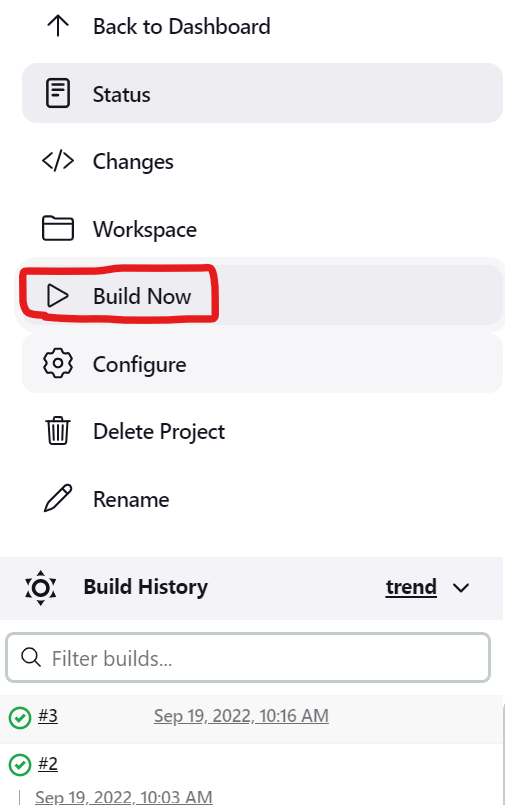 Back to Dashboard
Status
Changes
Workspace
Build Now
Configure
Delete Project
Rename
Build History trend
Filter builds...
#3 Sep 19, 2022, 10:16 AM
#2
Sep 19, 2022, 10:03 AM